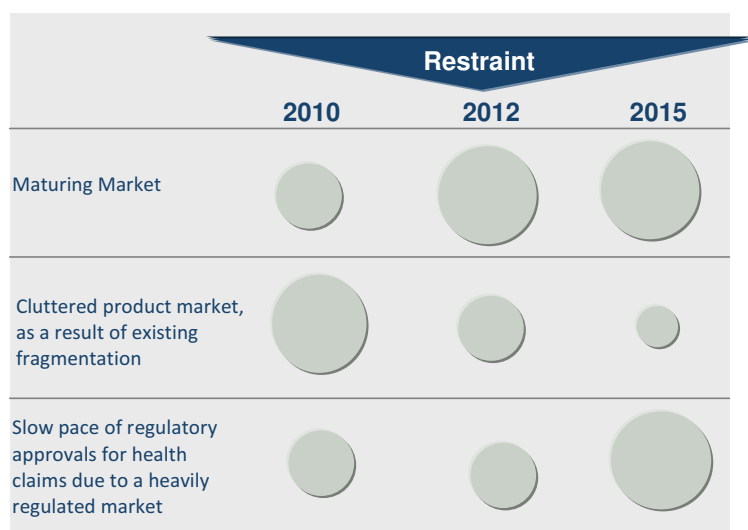 Restraint
2010 2012 2015
Maturing Market
Cluttered product market,
as a result of existing
fragmentation
Slow pace of regulatory
approvals for health
claims due to a heavily
regulated market